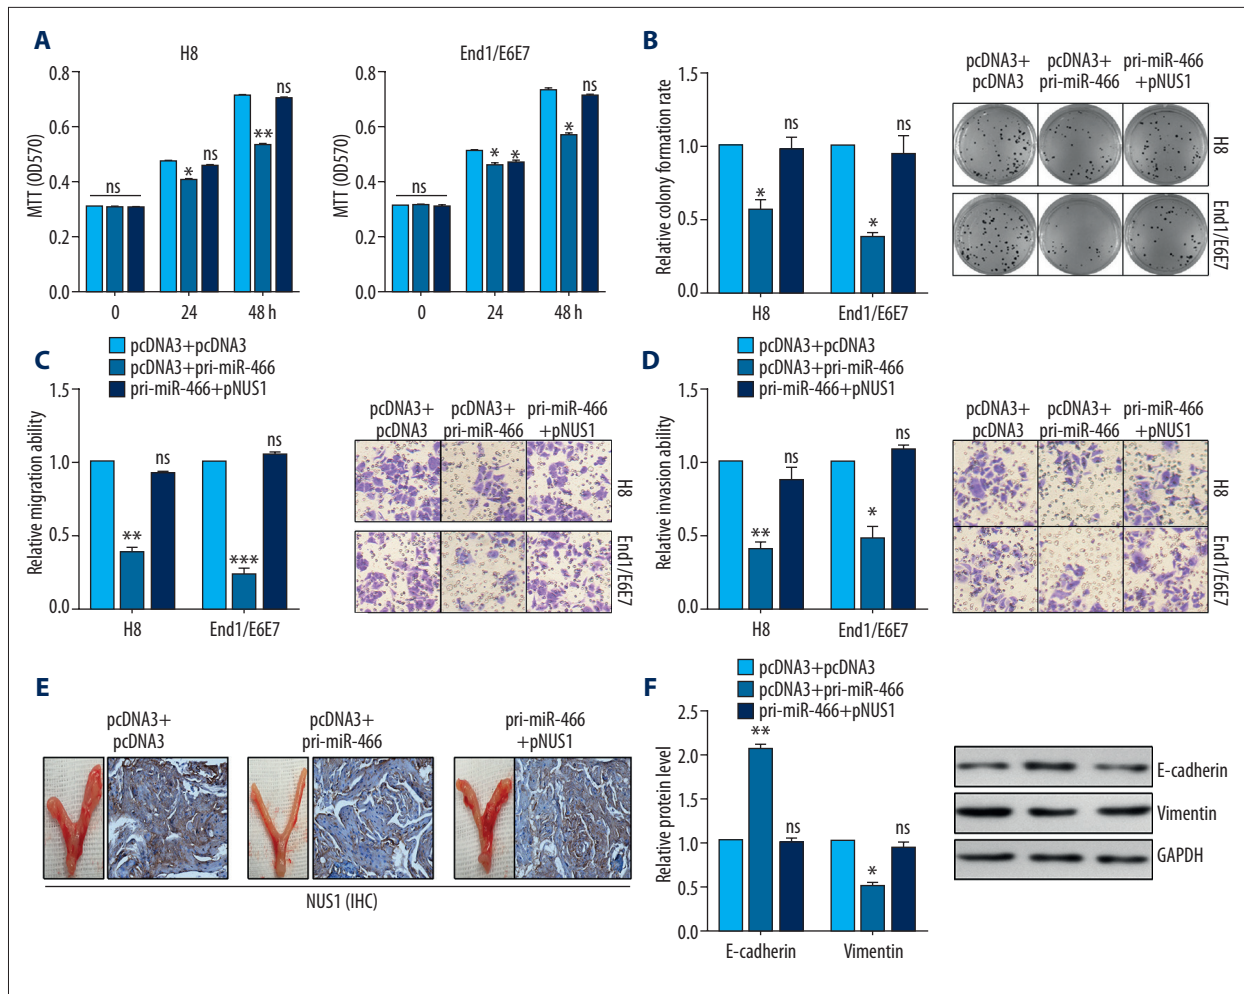 A
H8
End1/E6E7
MTT (OD570)
0.8
0.6
0.4
0.2
0.0
ns
*
ns
**
ns
0
24
48 h
MTT (OD570)
0.8
0.6
0.4
0.2
0.0
ns
*
*
*
ns
0
24
48 h
B
Relative colony formation rate
1.5
1.0
0.5
0.0
*
ns
*
ns
H8
End1/E6E7
pcDNA3+
pcDNA3
pcDNA3+
pri-miR-466
pri-miR-466
+pNUS1
H8
End1/E6E7
C
pcDNA3+pcDNA3
pcDNA3+pri-miR-466
pri-miR-466+pNUS1
Relative migration ability
1.5
1.0
0.5
0.0
**
ns
***
ns
H8
End1/E6E7
pcDNA3+
pcDNA3
pcDNA3+
pri-miR-466
pri-miR-466
+pNUS1
H8
End1/E6E7
D
pcDNA3+pcDNA3
pcDNA3+pri-miR-466
pri-miR-466+pNUS1
Relative invasion ability
1.5
1.0
0.5
0.0
**
ns
*
ns
H8
End1/E6E7
pcDNA3+
pcDNA3
pcDNA3+
pri-miR-466
pri-miR-466
+pNUS1
H8
End1/E6E7
E
pcDNA3+
pcDNA3
pcDNA3+
pri-miR-466
pri-miR-466
+pNUS1
NUS1 (IHC)
F
pcDNA3+pcDNA3
pcDNA3+pri-miR-466
pri-miR-466+pNUS1
Relative protein level
2.5
2.0
1.5
1.0
0.5
0.0
**
ns
*
ns
E-cadherin
Vimentin
E-cadherin
Vimentin
GAPDH